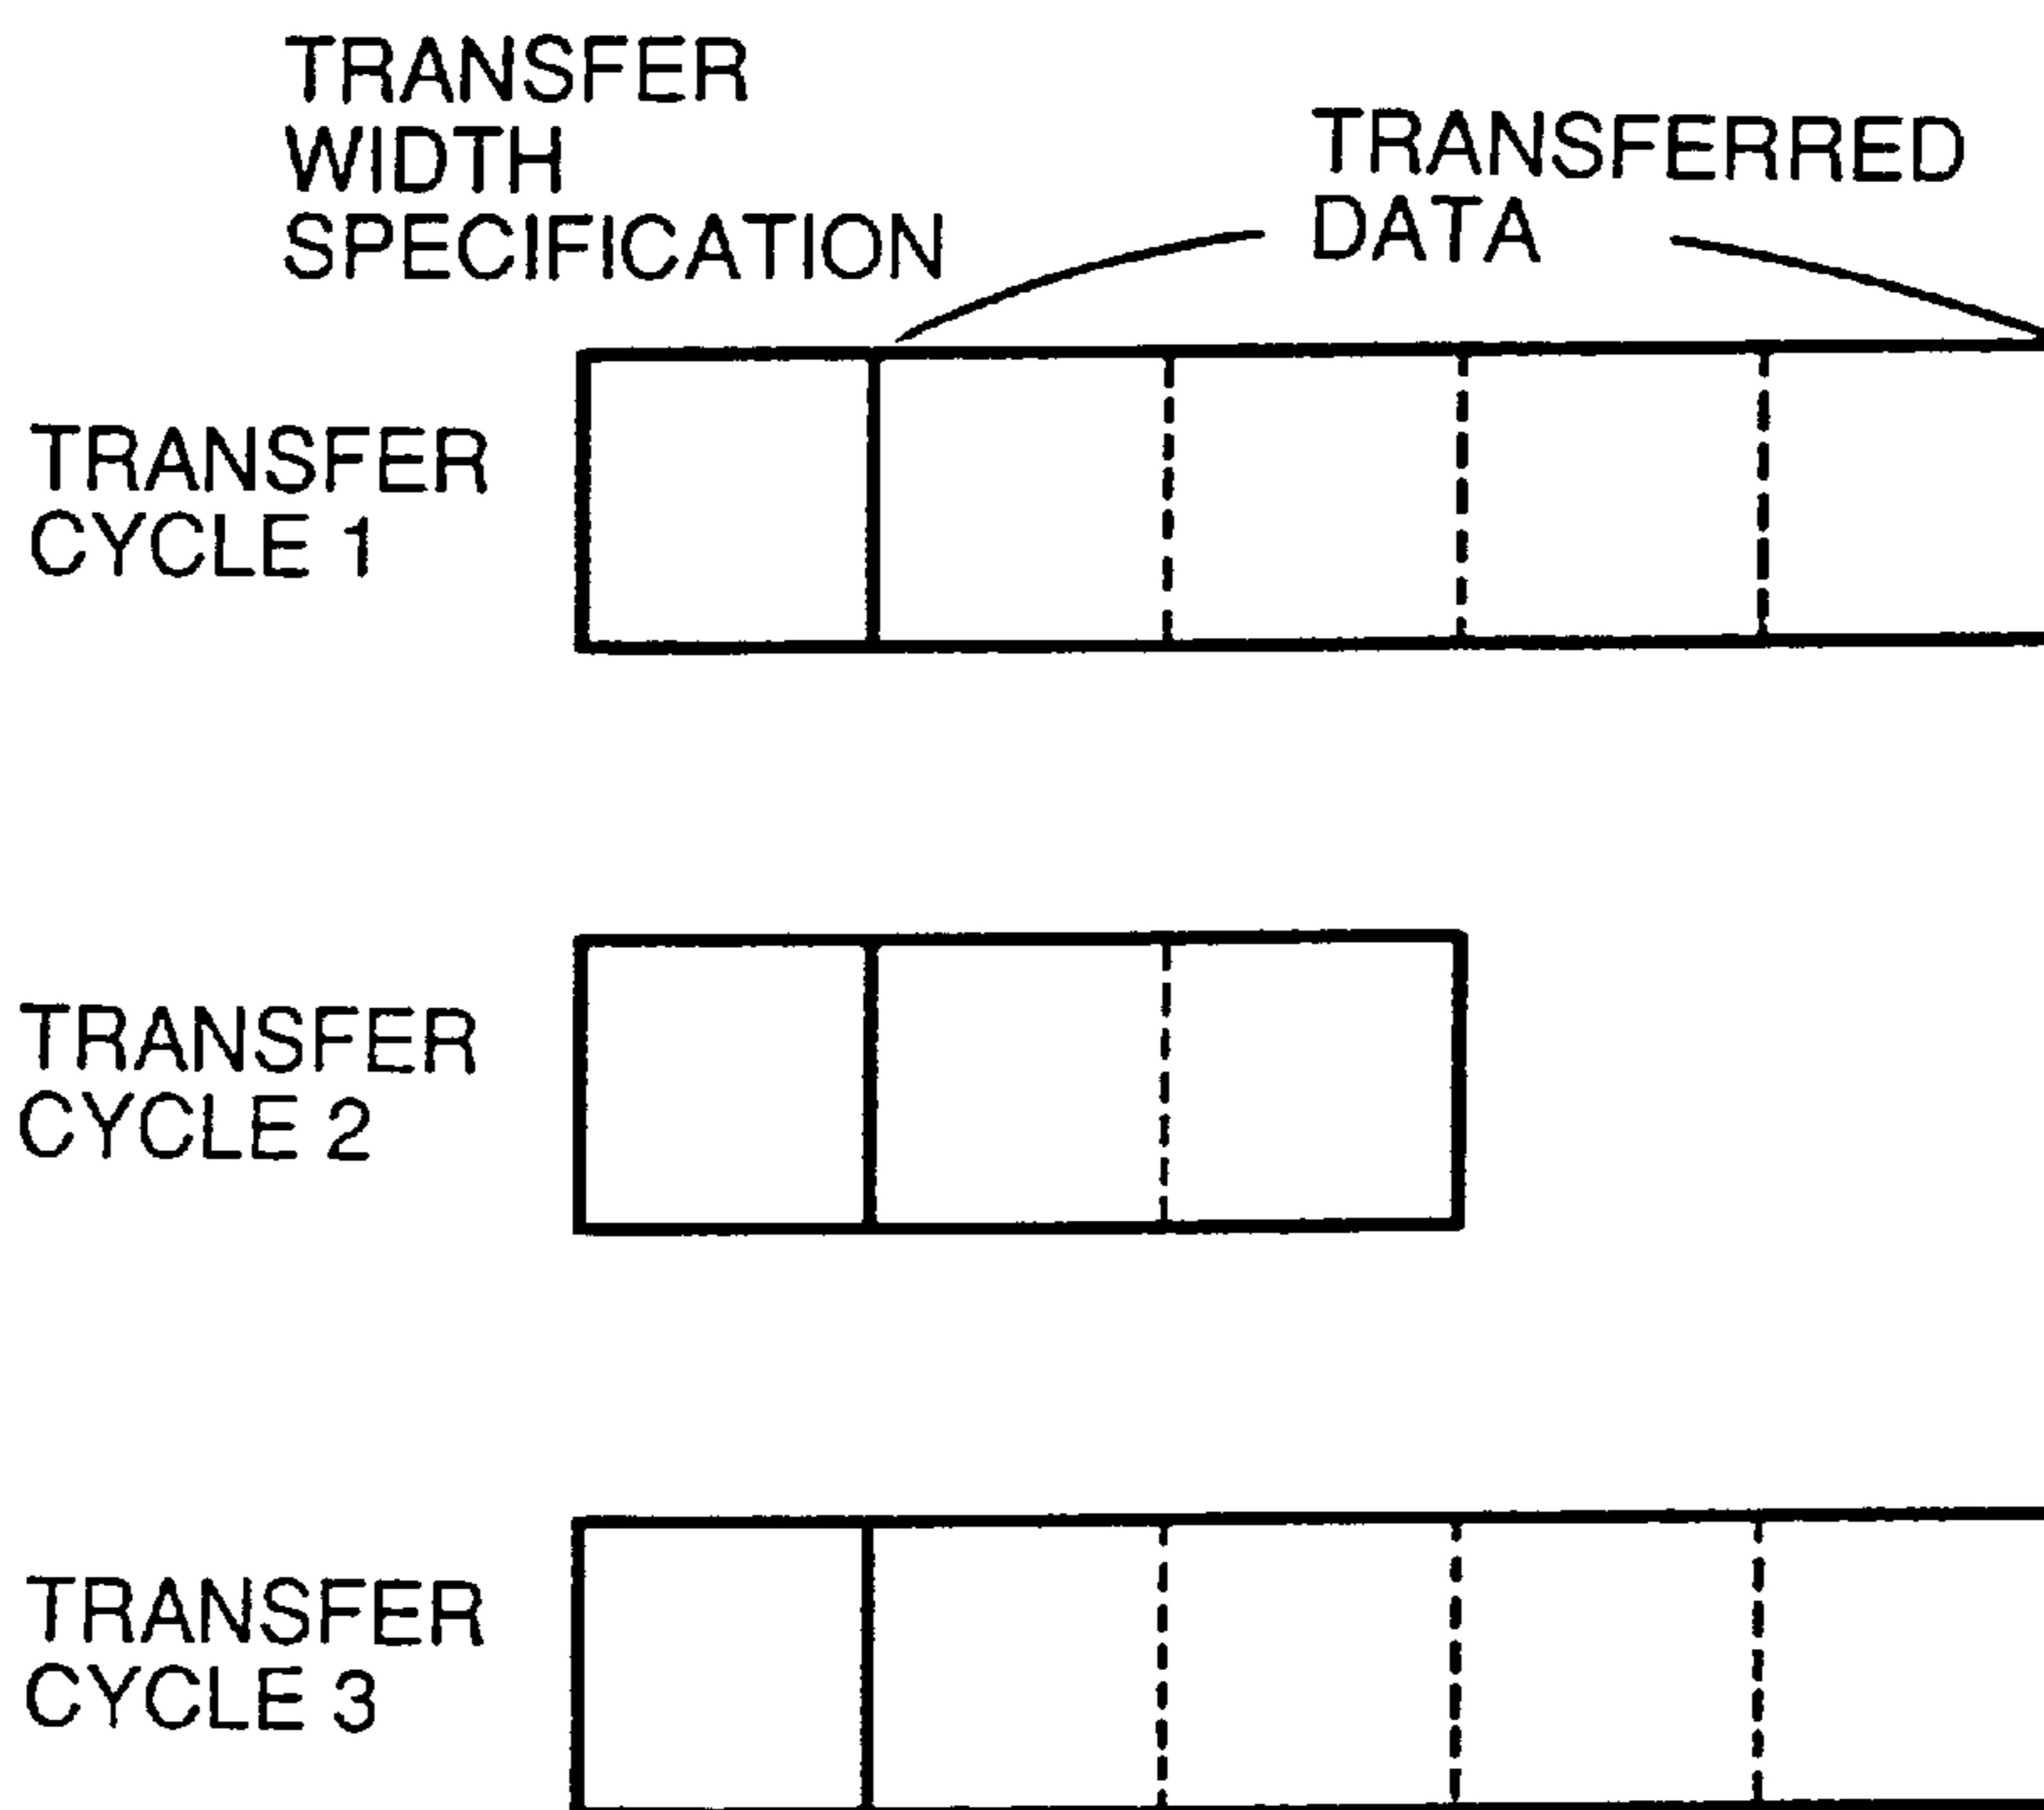 TRANSFER
WIDTH
SPECIFICATION
TRANSFERRED
DATA
TRANSFER
CYCLE 1
TRANSFER
CYCLE 2
TRANSFER
CYCLE 3